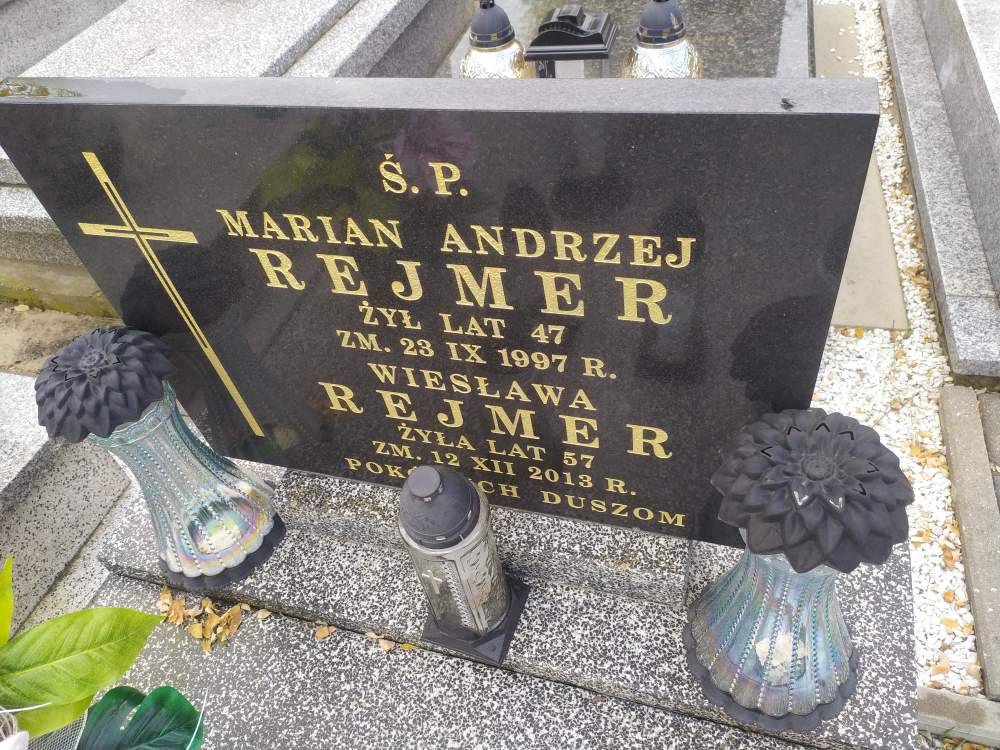 Ś. P.
MARIAN ANDRZEJ
REJMER
ŻYŁ LAT 47
ZM. 23 IX 1997 R.
WIESŁAWA
REJMER
ŻYŁA LAT 57
ZM. 12 XII 2013 R.
DUSZOM